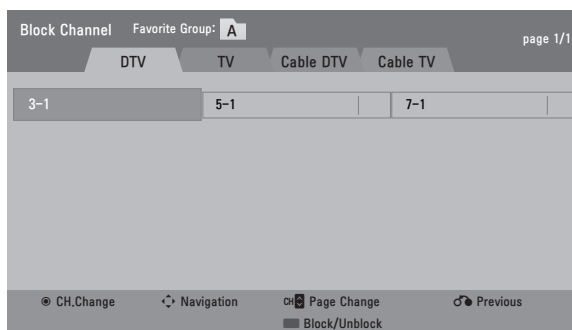 Block Channel Favorite Group: A page 1/1
DTV TV Cable DTV Cable TV
3-1 5-1 7-1
CH.Change Navigation CH Page Change Previous
Block/Unblock